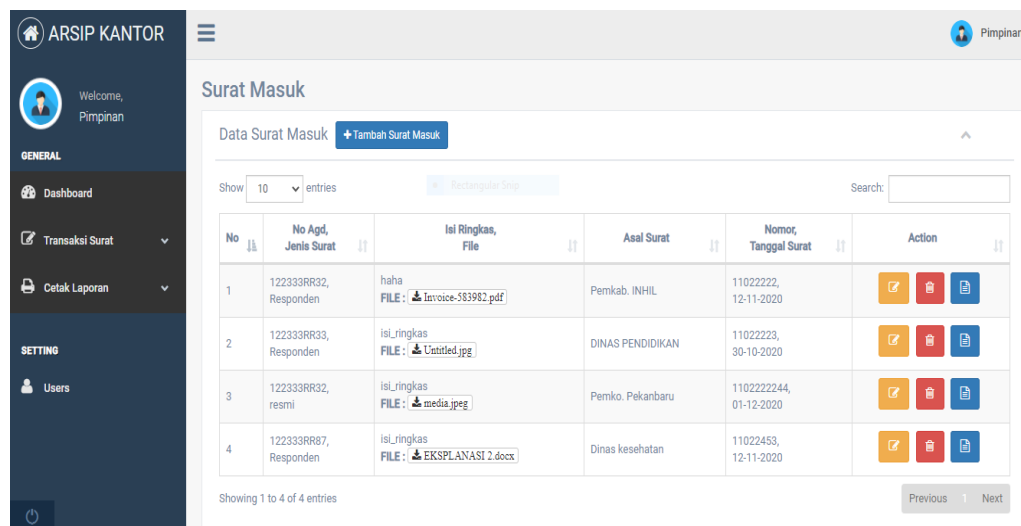 ARSIP KANTOR
Pimpinan
Welcome,
Pimpinan
GENERAL
Dashboard
Transaksi Surat
Cetak Laporan
SETTING
Users
Surat Masuk
Data Surat Masuk
+ Tambah Surat Masuk
Show 10 entries
Rectangular Snip
Search:
No
No Agd,
Jenis Surat
Isi Ringkas,
File
Asal Surat
Nomor,
Tanggal Surat
Action
1
122333RR32,
Responden
haha
FILE : Invoice-583982.pdf
Pemkab. INHIL
11022222,
12-11-2020
2
122333RR33,
Responden
isi_ringkas
FILE : Untitled.jpg
DINAS PENDIDIKAN
11022223,
30-10-2020
3
122333RR32,
resmi
isi_ringkas
FILE : media.jpeg
Pemko. Pekanbaru
1102222244,
01-12-2020
4
122333RR87,
Responden
isi_ringkas
FILE : EKSPLANASI 2.docx
Dinas kesehatan
11022453,
12-11-2020
Showing 1 to 4 of 4 entries
Previous 1 Next